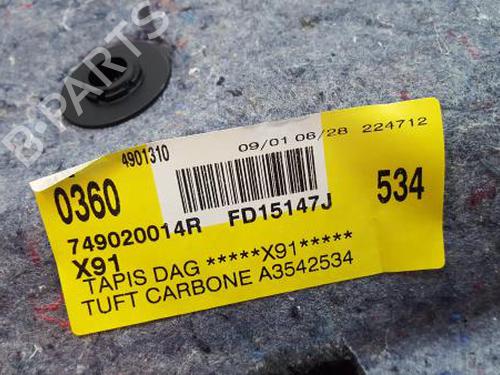 B-PARTS
4901310
09/01 06/28 224712
0360
534
749020014R FD15147J
X91
TAPIS DAG *****X91*****
TUFT CARBONE A3542534